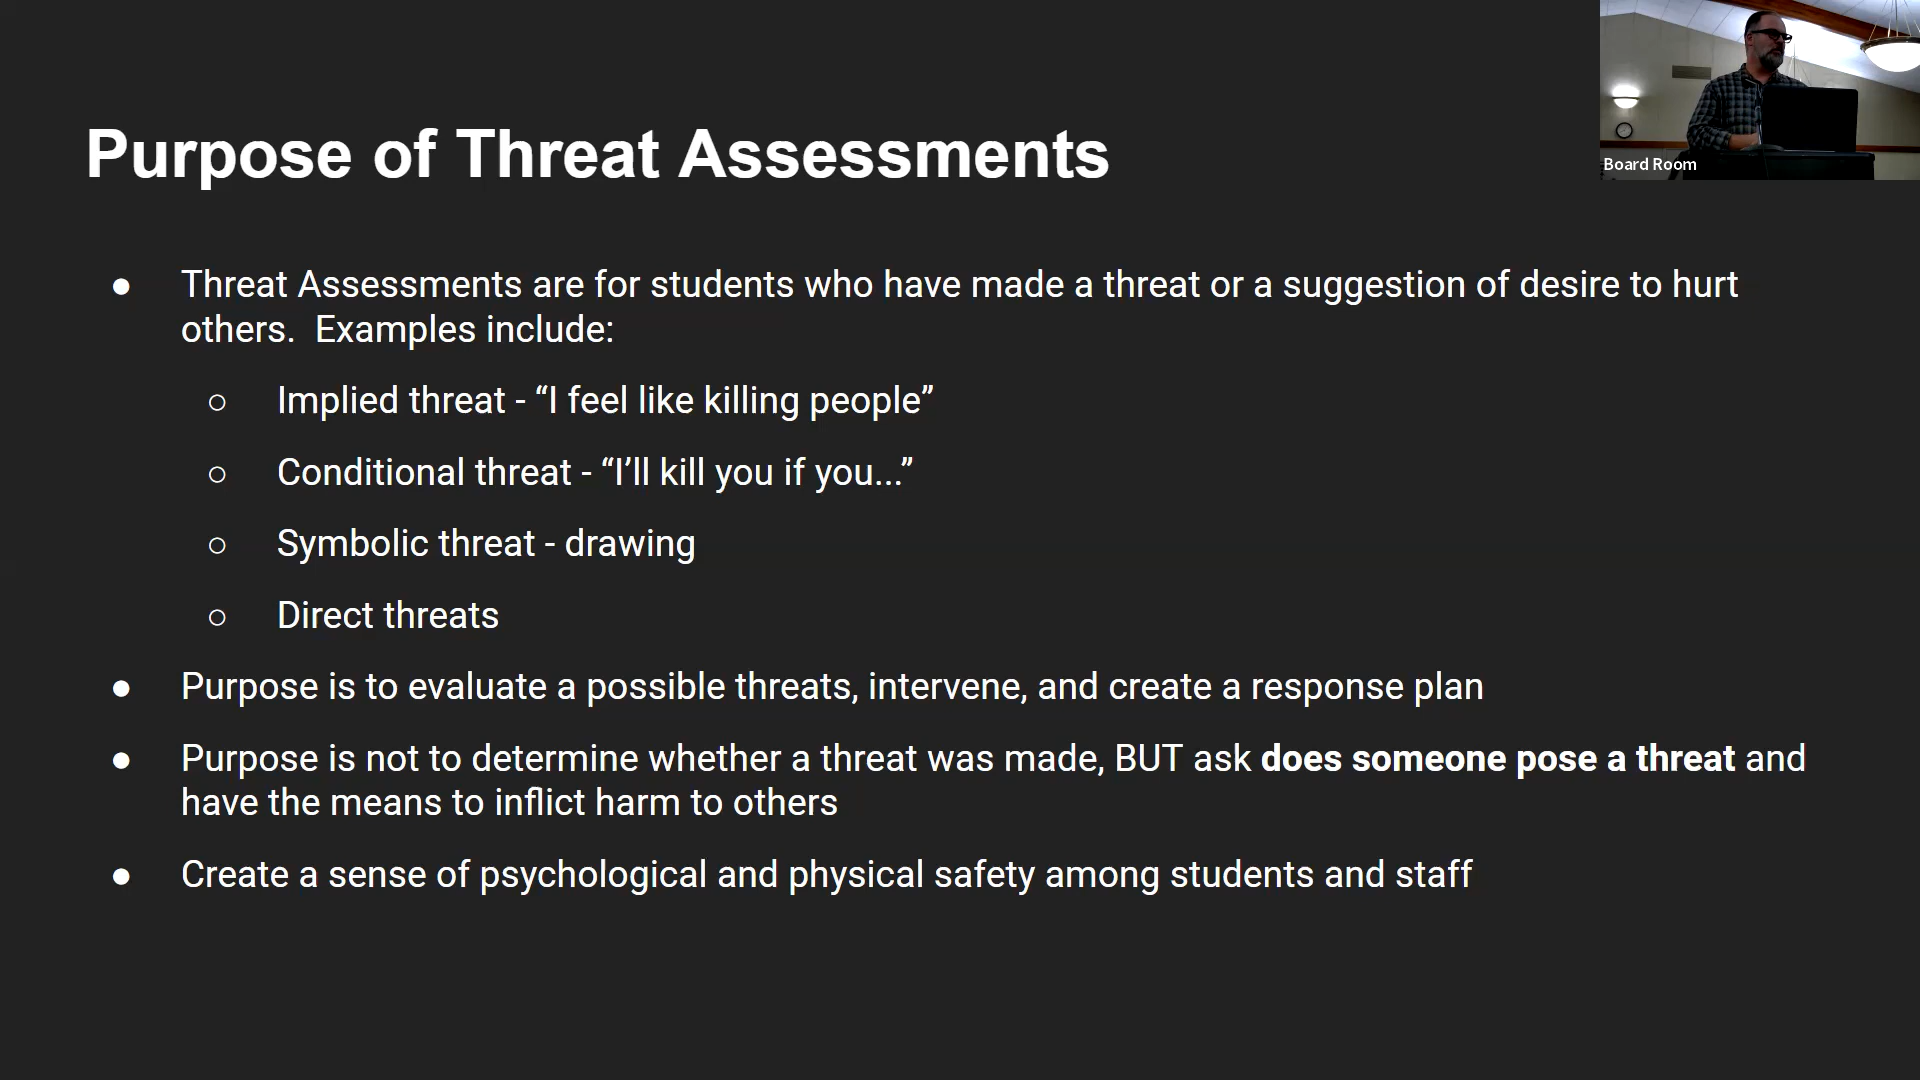 Purpose of Threat Assessments
Board Room
● Threat Assessments are for students who have made a threat or a suggestion of desire to hurt
others.  Examples include:
○ Implied threat - “I feel like killing people”
○ Conditional threat - “I’ll kill you if you...”
○ Symbolic threat - drawing
○ Direct threats
● Purpose is to evaluate a possible threats, intervene, and create a response plan
● Purpose is not to determine whether a threat was made, BUT ask does someone pose a threat and
have the means to inflict harm to others
● Create a sense of psychological and physical safety among students and staff